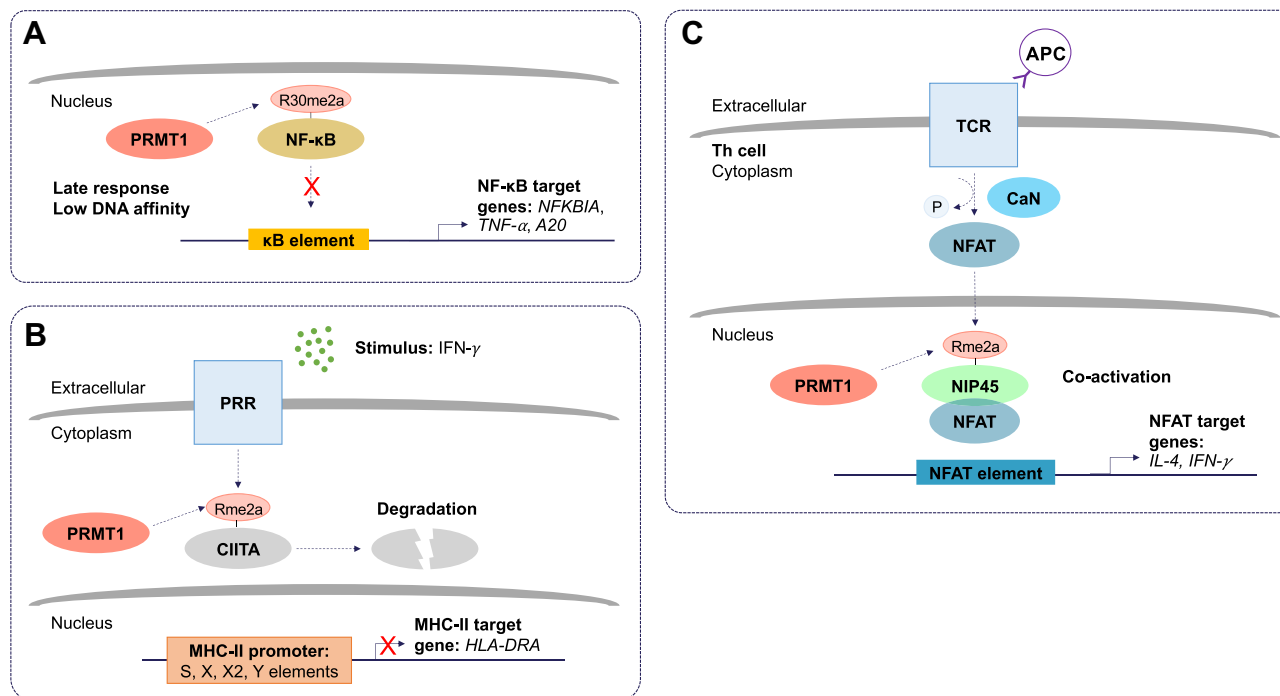 A
Nucleus
R30me2a
PRMT1
NF-κB
X
Late response
Low DNA affinity
NF-κB target
genes: NFKBIA,
TNF-α, A20
κB element
B
Stimulus: IFN-γ
Extracellular
PRR
Cytoplasm
Rme2a
PRMT1
CIITA
Degradation
Nucleus
MHC-II promoter:
S, X, X2, Y elements
X
MHC-II target
gene: HLA-DRA
C
APC
Extracellular
TCR
Th cell
Cytoplasm
P
CaN
NFAT
Nucleus
Rme2a
PRMT1
NIP45
Co-activation
NFAT
NFAT target
genes:
IL-4, IFN-γ
NFAT element